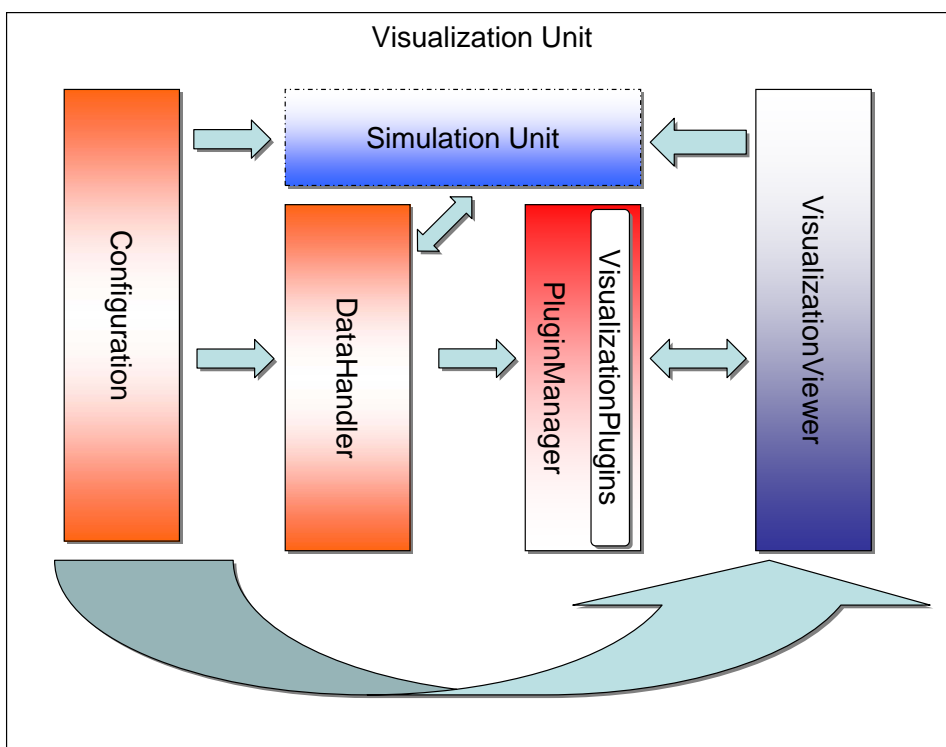 Visualization Unit
Simulation Unit
Configuration
DataHandler
PluginManager
VisualizationPlugins
VisualizationViewer